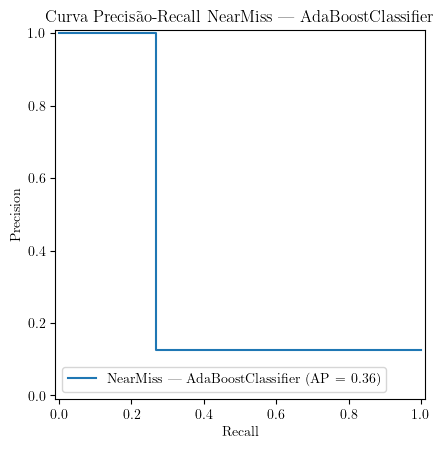 Curva Precisão-Recall NearMiss — AdaBoostClassifier
1.0
0.8
0.6
0.4
0.2
0.0
Precision
NearMiss — AdaBoostClassifier (AP = 0.36)
0.0 0.2 0.4 0.6 0.8 1.0
Recall